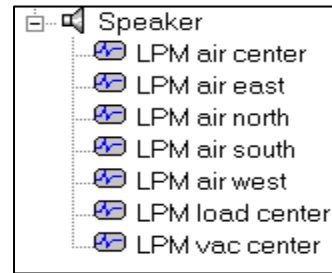 Speaker
LPM air center
LPM air east
LPM air north
LPM air south
LPM air west
LPM load center
LPM vac center